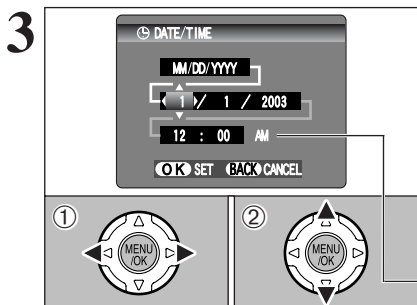 3
DATE/TIME
MM/DD/YYYY
1 / 1 / 2003
12 : 00 AM
OK SET BACK CANCEL
① ②
MENU /OK MENU /OK